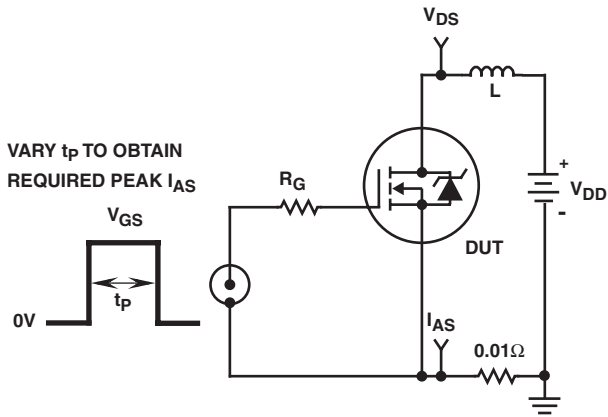 VDS
L
VARY tP TO OBTAIN
REQUIRED PEAK IAS
RG
+
VDD
-
VGS
DUT
tP
0V
IAS
0.01Ω